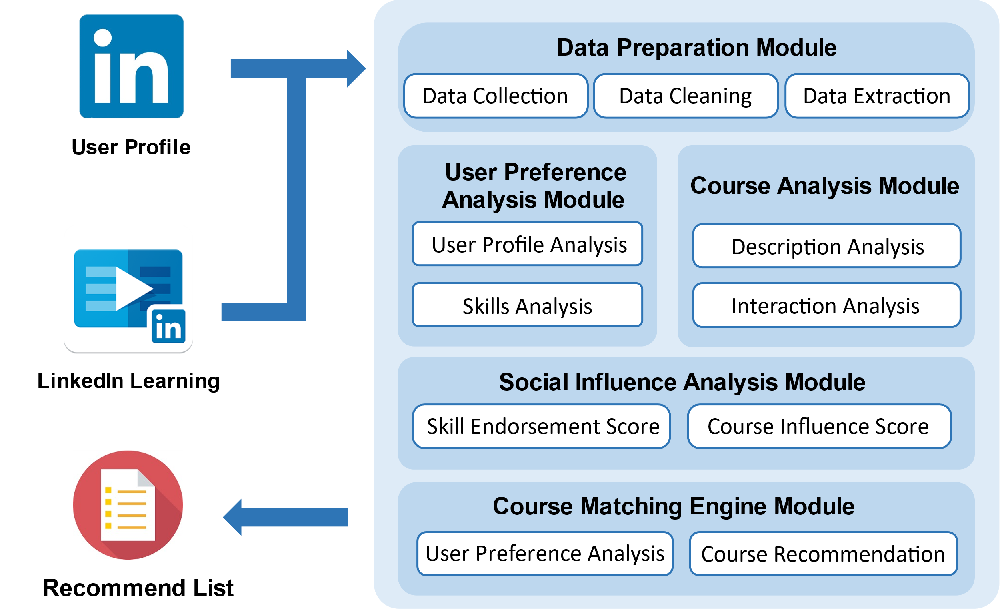 in
User Profile
in
LinkedIn Learning
Recommend List
Data Preparation Module
Data Collection
Data Cleaning
Data Extraction
User Preference
Analysis Module
User Profile Analysis
Skills Analysis
Course Analysis Module
Description Analysis
Interaction Analysis
Social Influence Analysis Module
Skill Endorsement Score
Course Influence Score
Course Matching Engine Module
User Preference Analysis
Course Recommendation